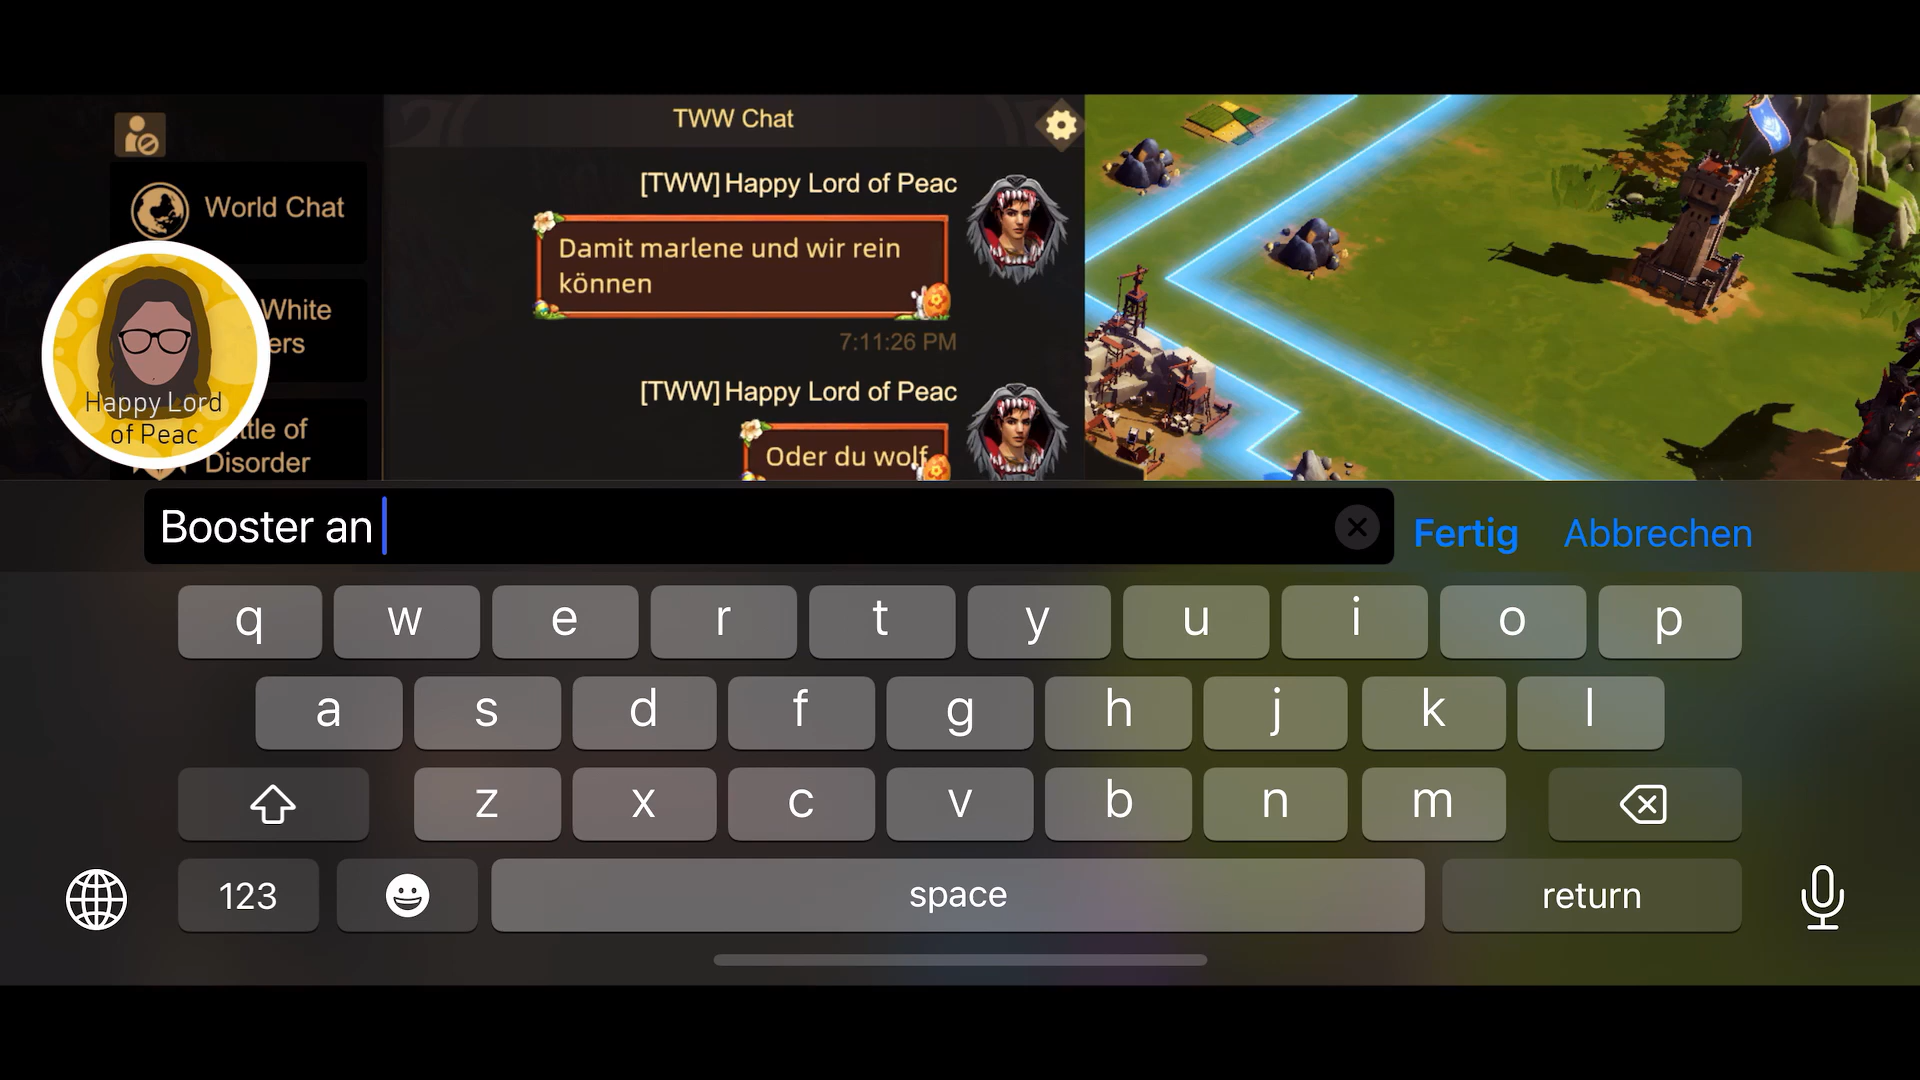 TWW Chat
World Chat
White
ers
ttle of
Disorder
Happy Lord
of Peac
[TWW] Happy Lord of Peac
Damit marlene und wir rein
können
7:11:26 PM
[TWW] Happy Lord of Peac
Oder du wolf
Booster an
Fertig
Abbrechen
q w e r t y u i o p
a s d f g h j k l
z x c v b n m
123
space
return